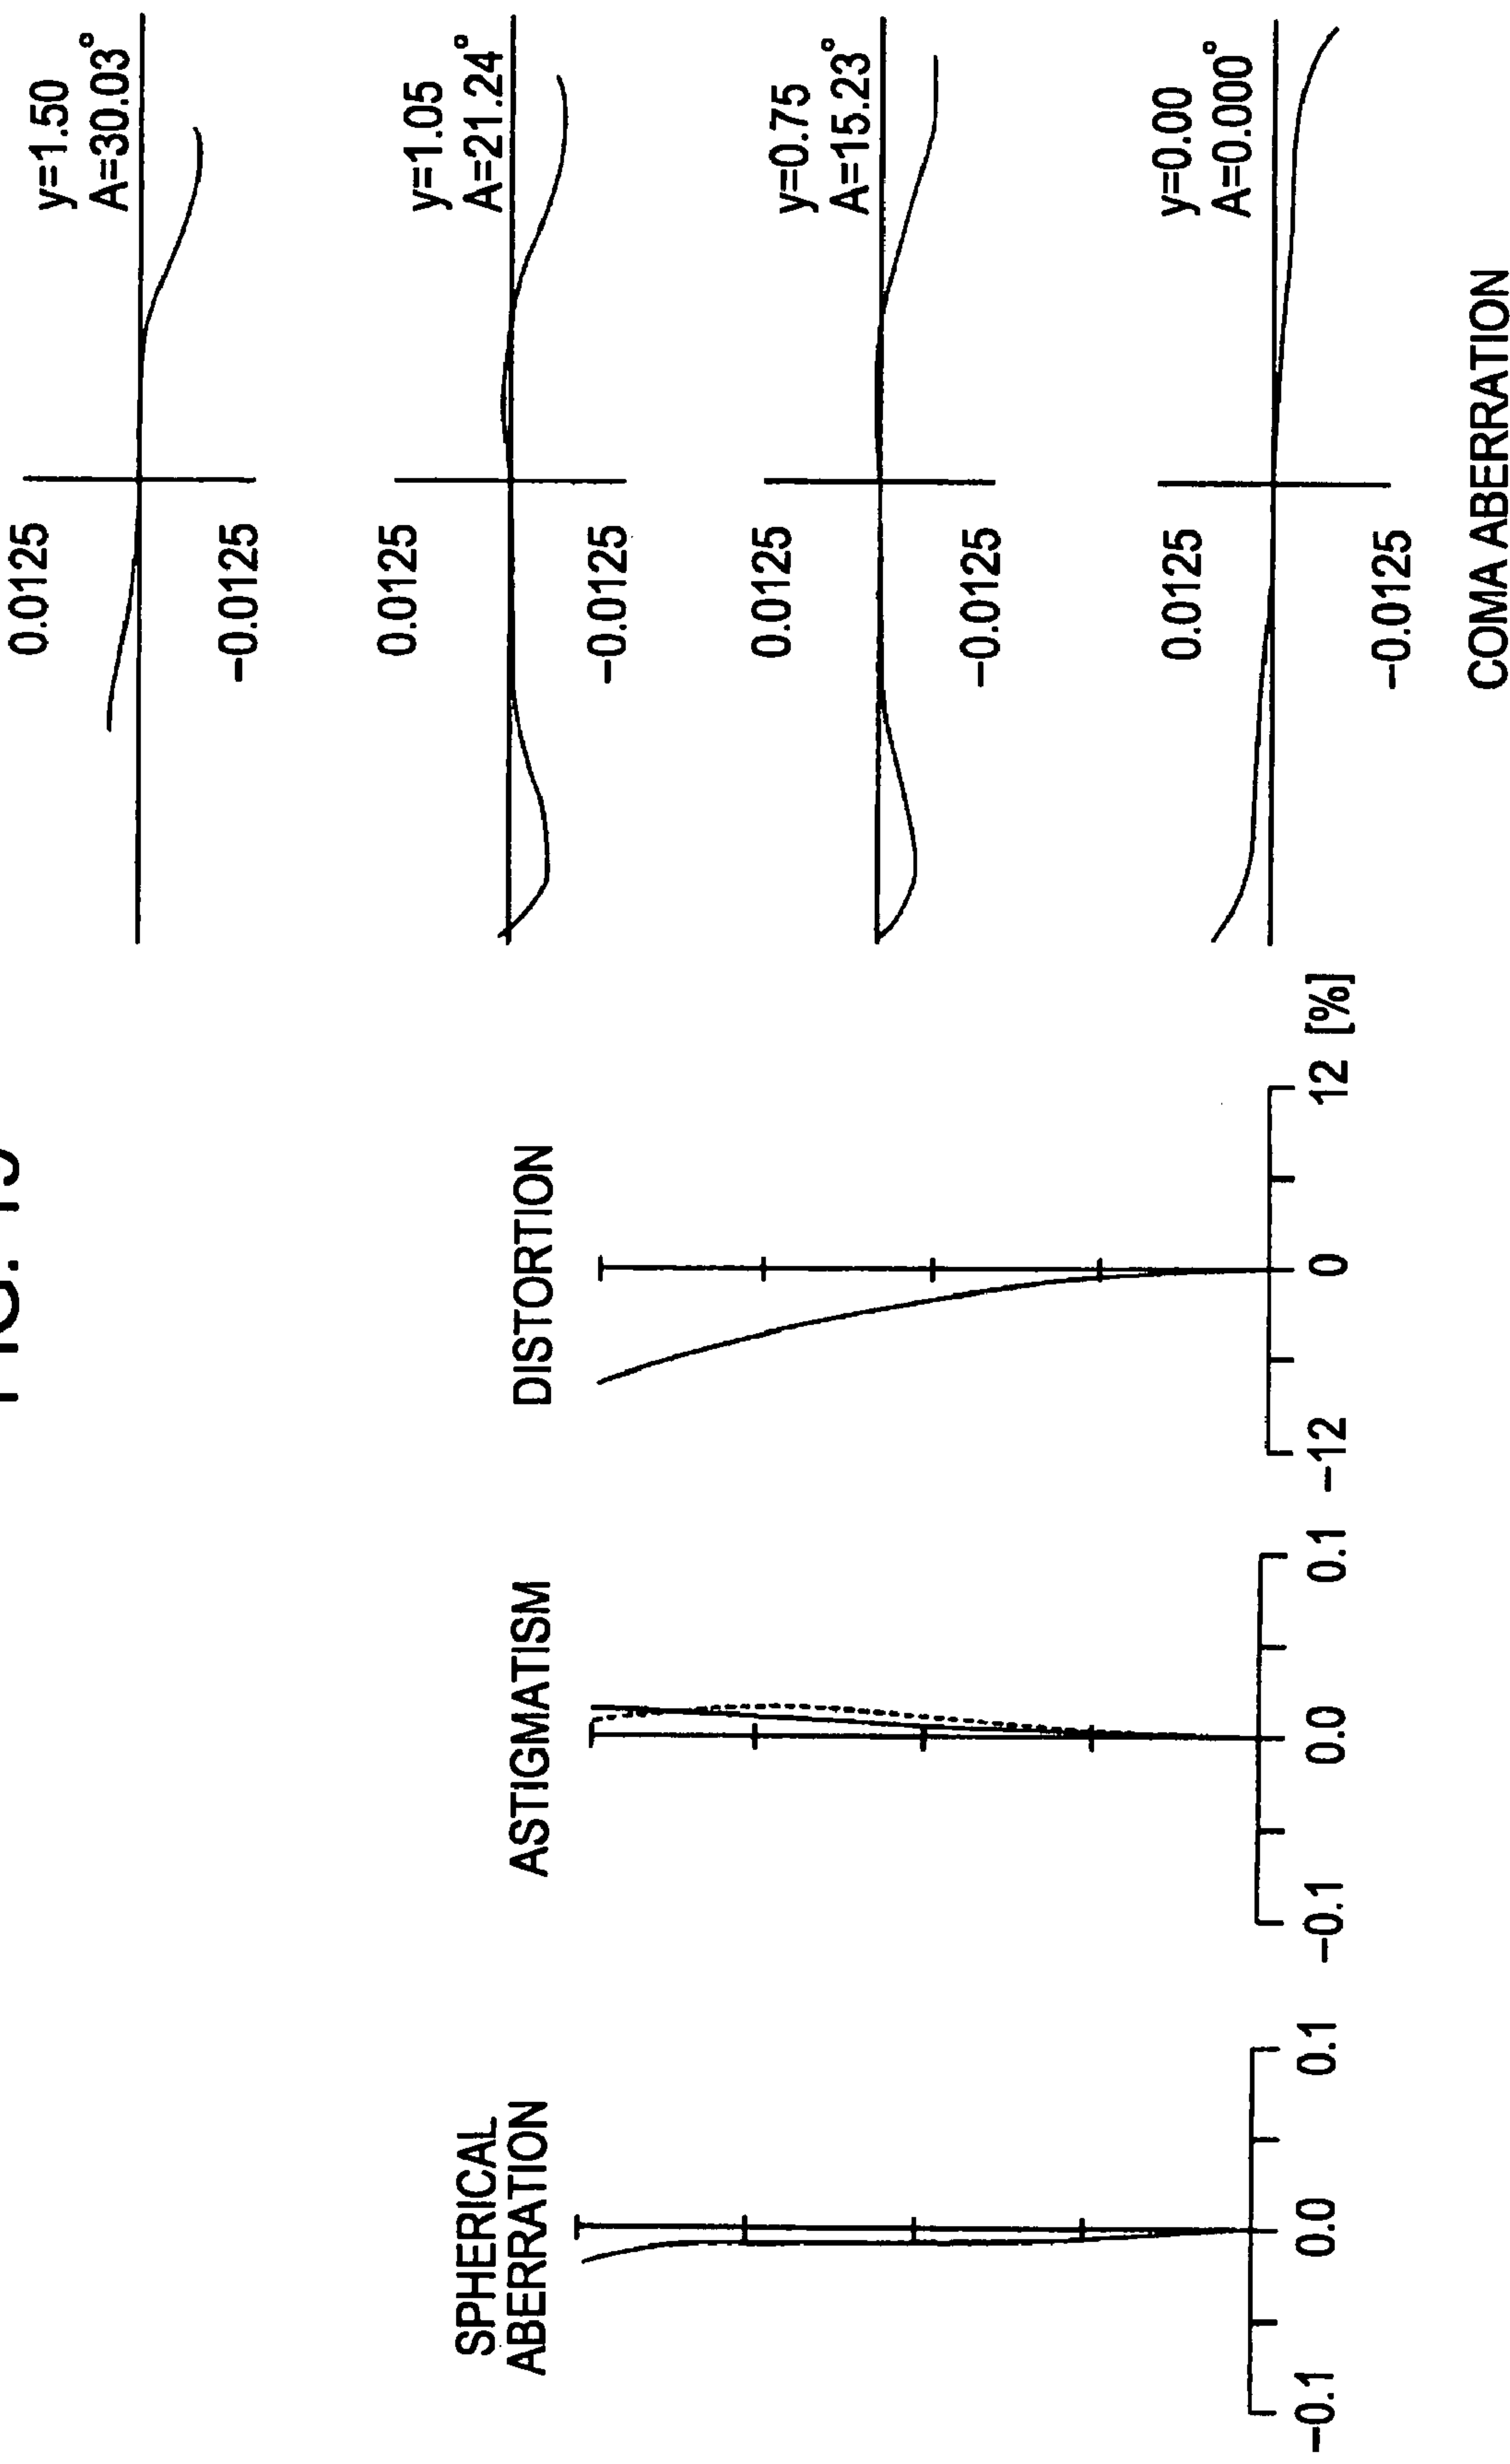 SPHERICAL
ABERRATION
-0.1
0.0
0.1
ASTIGMATISM
-0.1
0.0
0.1
DISTORTION
-12
0
12 [%]
0.0125
-0.0125
y=1.50
A=30.03°
0.0125
-0.0125
y=1.05
A=21.24°
0.0125
-0.0125
y=0.75
A=15.23°
0.0125
-0.0125
y=0.00
A=0.000°
COMA ABERRATION